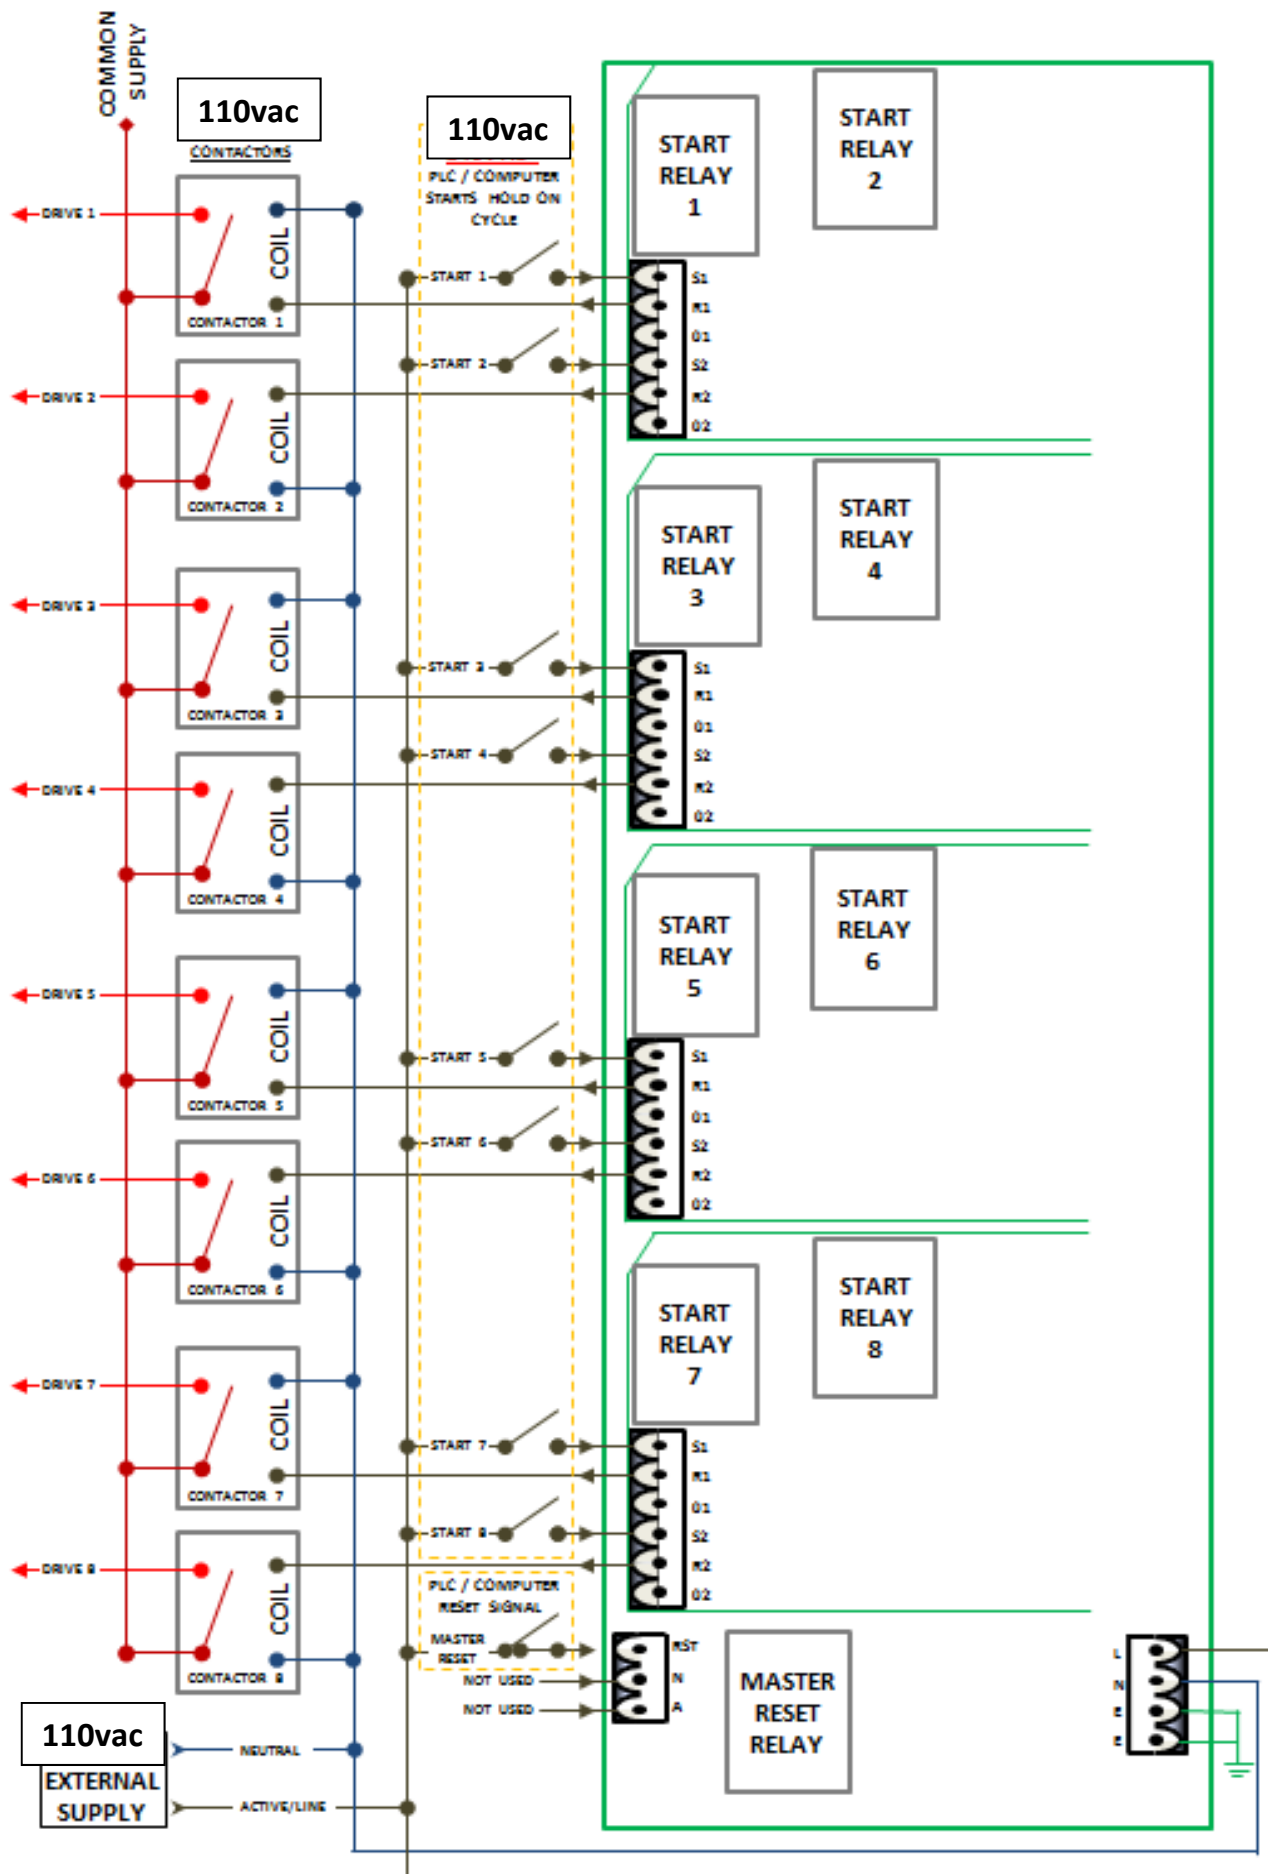 COMMON
SUPPLY
110vac
CONTACTORS
DRIVE 1
COIL
CONTACTOR 1
DRIVE 2
COIL
CONTACTOR 2
DRIVE 3
COIL
CONTACTOR 3
DRIVE 4
COIL
CONTACTOR 4
DRIVE 5
COIL
CONTACTOR 5
DRIVE 6
COIL
CONTACTOR 6
DRIVE 7
COIL
CONTACTOR 7
DRIVE 8
COIL
CONTACTOR 8
110vac
EXTERNAL
SUPPLY
NEUTRAL
ACTIVE/LINE
110vac
PLC / COMPUTER
STARTS HOLD ON
CYCLE
START 1
START 2
START 3
START 4
START 5
START 6
START 7
START 8
PLC / COMPUTER
RESET SIGNAL
MASTER
RESET
NOT USED
NOT USED
START
RELAY
1
START
RELAY
2
S1
R1
O1
S2
R2
O2
START
RELAY
3
START
RELAY
4
S1
R1
O1
S2
R2
O2
START
RELAY
5
START
RELAY
6
S1
R1
O1
S2
R2
O2
START
RELAY
7
START
RELAY
8
S1
R1
O1
S2
R2
O2
RST
N
A
MASTER
RESET
RELAY
L
N
E
E